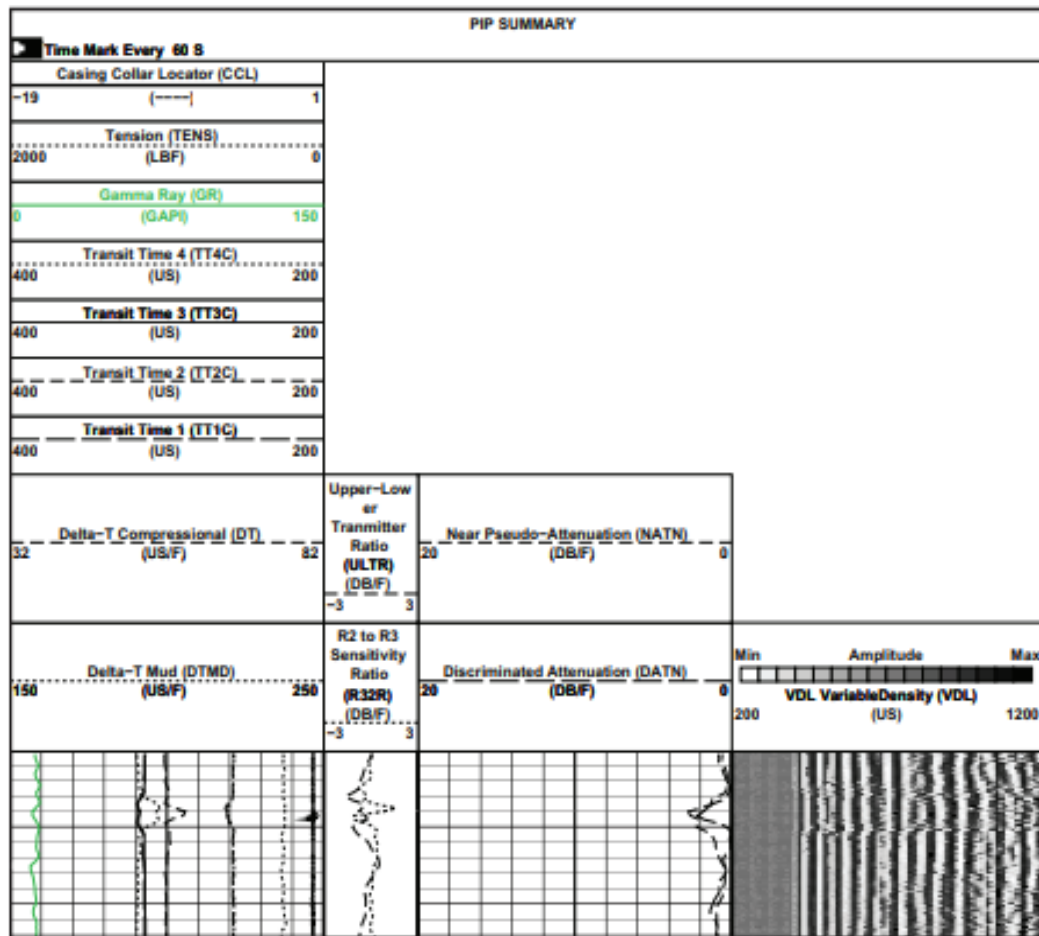 PIP SUMMARY
Time Mark Every 60 S
Casing Collar Locator (CCL)
-19 (----| 1
Tension (TENS)
2000 (LBF) 0
Gamma Ray (GR)
0 (GAPI) 150
Transit Time 4 (TT4C)
400 (US) 200
Transit Time 3 (TT3C)
400 (US) 200
Transit Time 2 (TT2C)
400 (US) 200
Transit Time 1 (TT1C)
400 (US) 200
Delta-T Compressional (DT)
32 (US/F) 82
Upper-Low
er
Tranmitter
Ratio
(ULTR)
(DB/F)
-3 3
Near Pseudo-Attenuation (NATN)
20 (DB/F) 0
Delta-T Mud (DTMD)
150 (US/F) 250
R2 to R3
Sensitivity
Ratio
(R32R)
(DB/F)
-3 3
Discriminated Attenuation (DATN)
20 (DB/F) 0
Min Amplitude Max
VDL VariableDensity (VDL)
200 (US) 1200